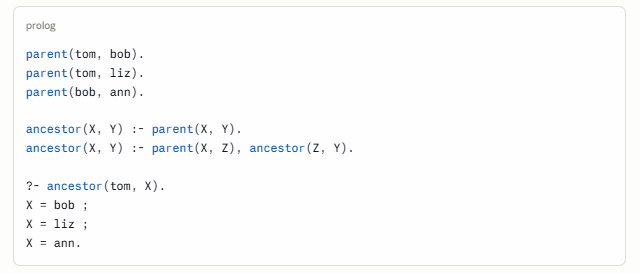 prolog
parent(tom, bob).
parent(tom, liz).
parent(bob, ann).
ancestor(X, Y) :- parent(X, Y).
ancestor(X, Y) :- parent(X, Z), ancestor(Z, Y).
?- ancestor(tom, X).
X = bob ;
X = liz ;
X = ann.